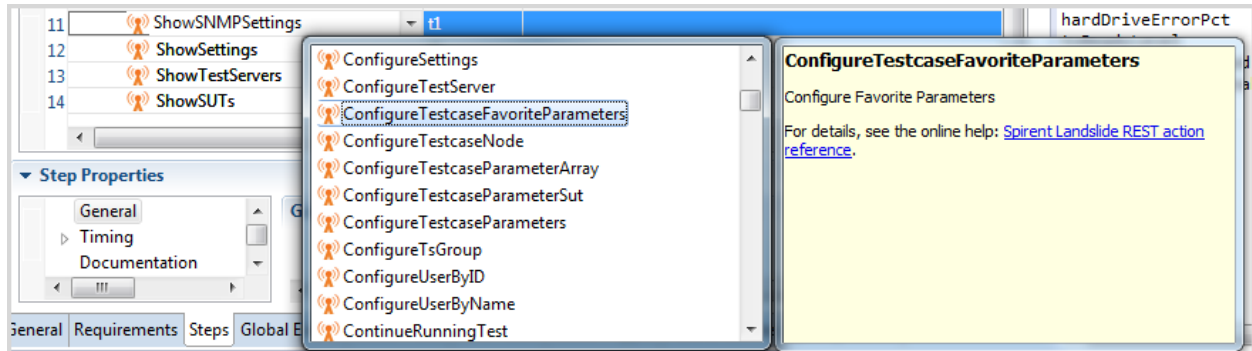 11 ShowSNMPSettings t1
12 ShowSettings
13 ShowTestServers
14 ShowSUTs
hardDriveErrorPct
ConfigureSettings
ConfigureTestServer
ConfigureTestcaseFavoriteParameters
ConfigureTestcaseNode
ConfigureTestcaseParameterArray
ConfigureTestcaseParameterSut
ConfigureTestcaseParameters
ConfigureTsGroup
ConfigureUserByID
ConfigureUserByName
ContinueRunningTest
ConfigureTestcaseFavoriteParameters
Configure Favorite Parameters
For details, see the online help: Spirent Landslide REST action
reference.
Step Properties
General
Timing
Documentation
General Requirements Steps Global E